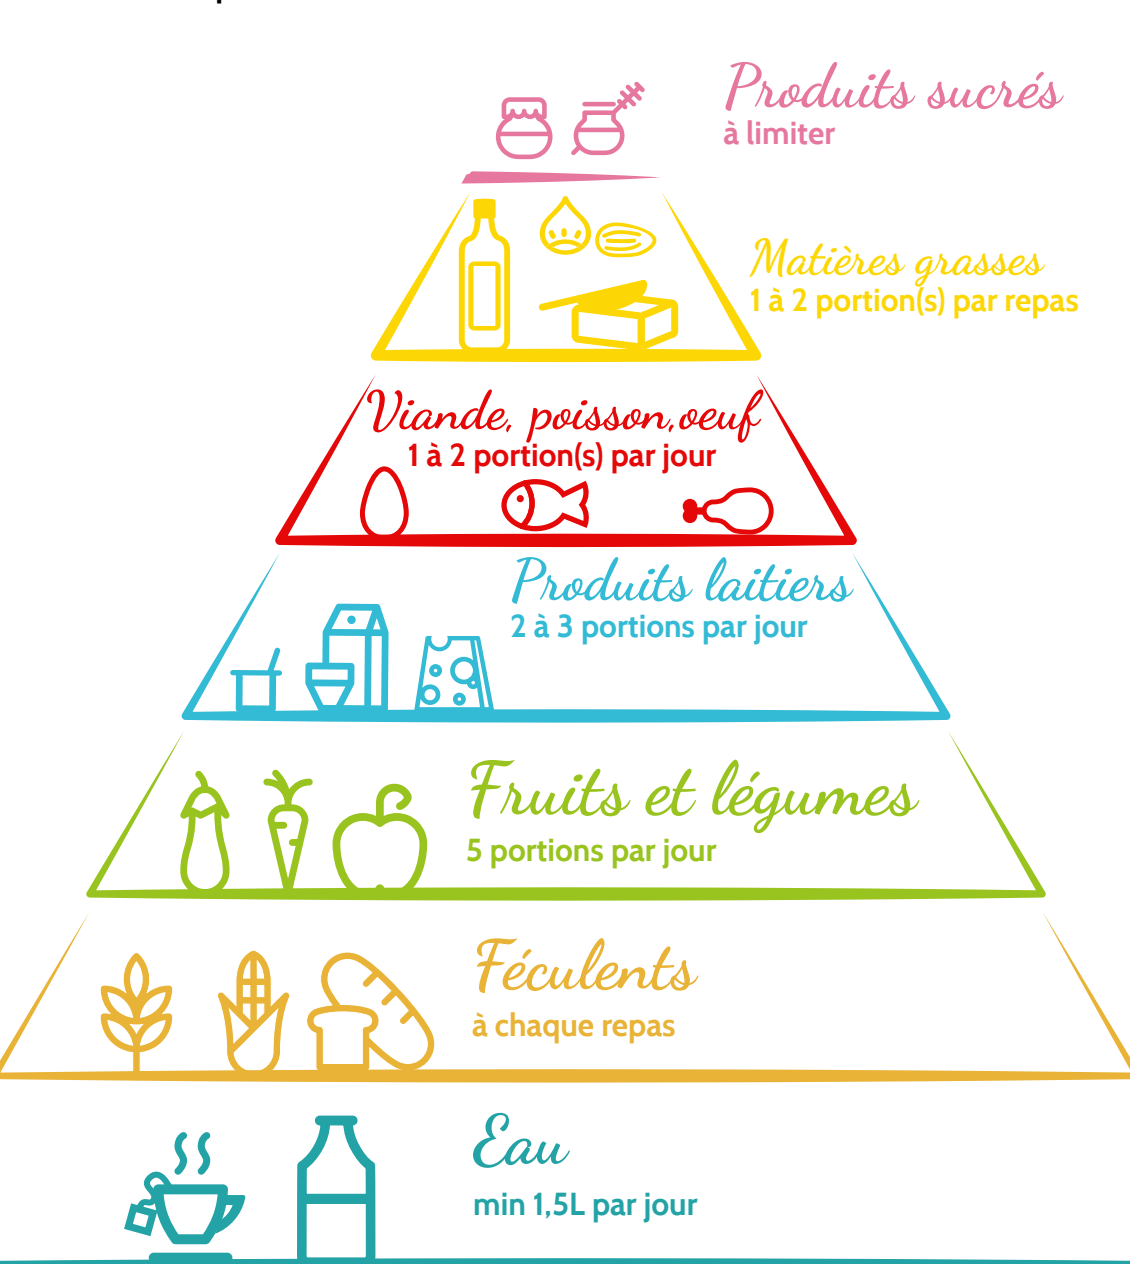 Produits sucrés
à limiter
Matières grasses
1 à 2 portion(s) par repas
Viande, poisson,oeuf
1 à 2 portion(s) par jour
Produits laitiers
2 à 3 portions par jour
Fruits et légumes
5 portions par jour
Féculents
à chaque repas
Eau
min 1,5L par jour